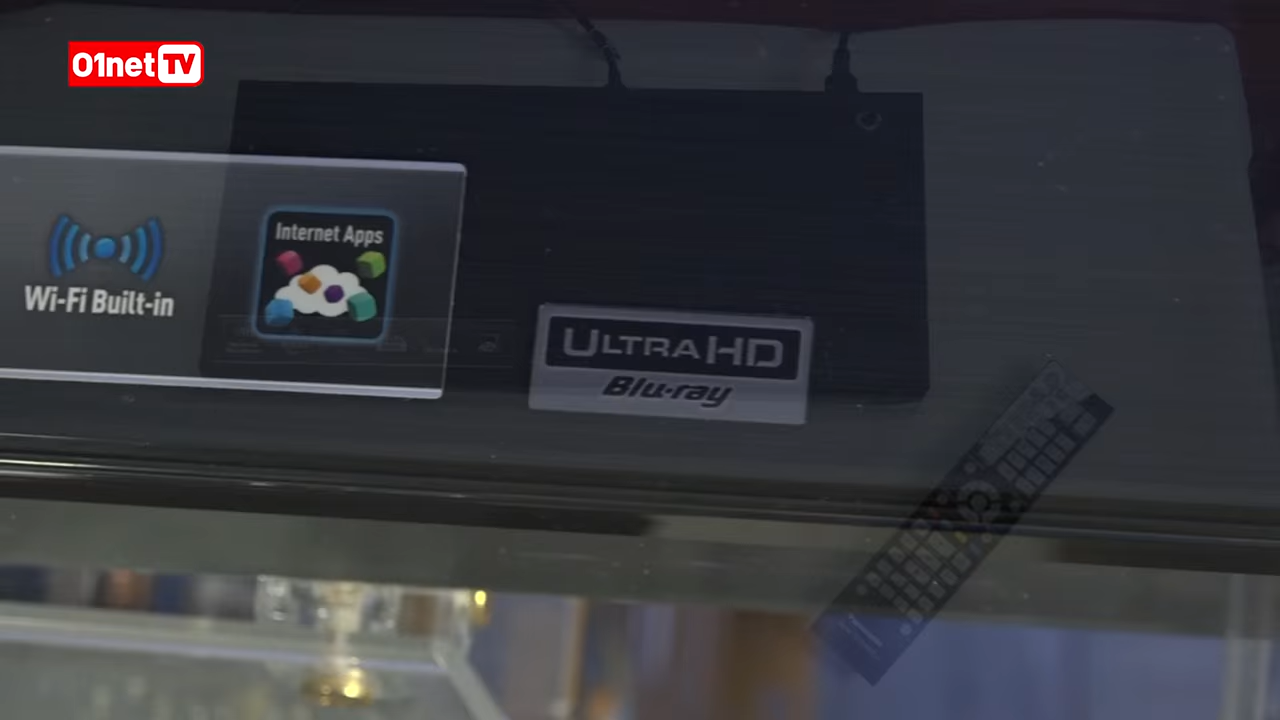 01netTV
Internet Apps
Wi-Fi Built-in
ULTRA HD
Blu-ray